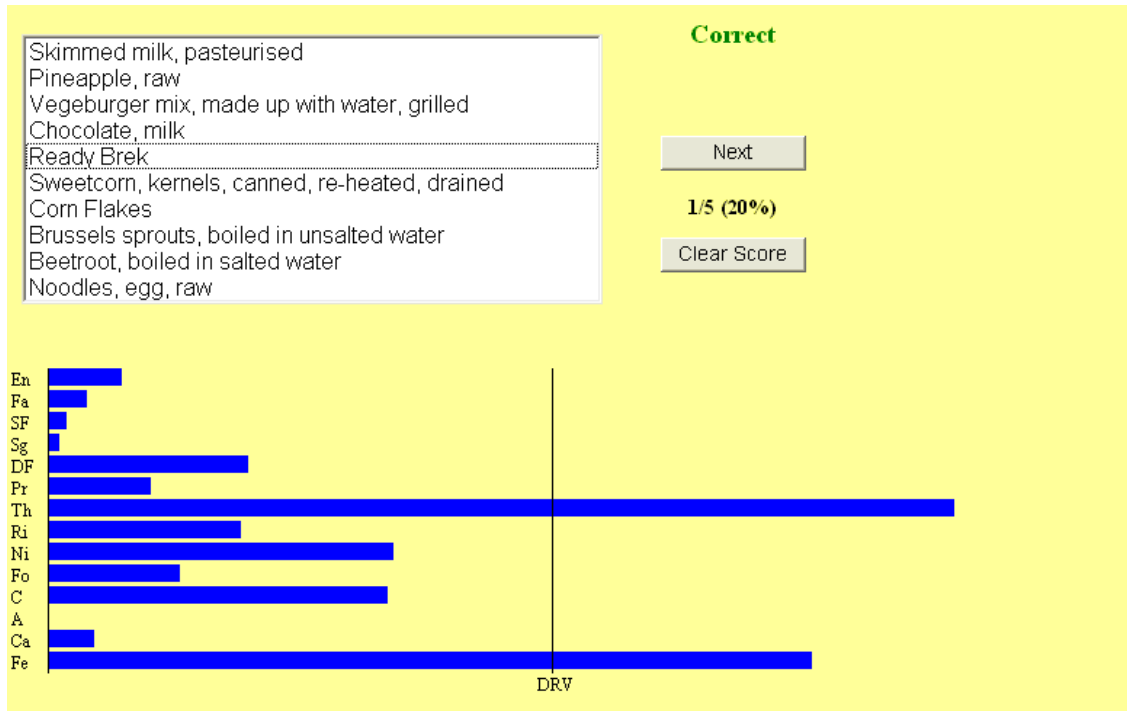 Skimmed milk, pasteurised
Pineapple, raw
Vegeburger mix, made up with water, grilled
Chocolate, milk
Ready Brek
Sweetcorn, kernels, canned, re-heated, drained
Corn Flakes
Brussels sprouts, boiled in unsalted water
Beetroot, boiled in salted water
Noodles, egg, raw
Correct
Next
1/5 (20%)
Clear Score
En
Fa
SF
Sg
DF
Pr
Th
Ri
Ni
Fo
C
A
Ca
Fe
DRV